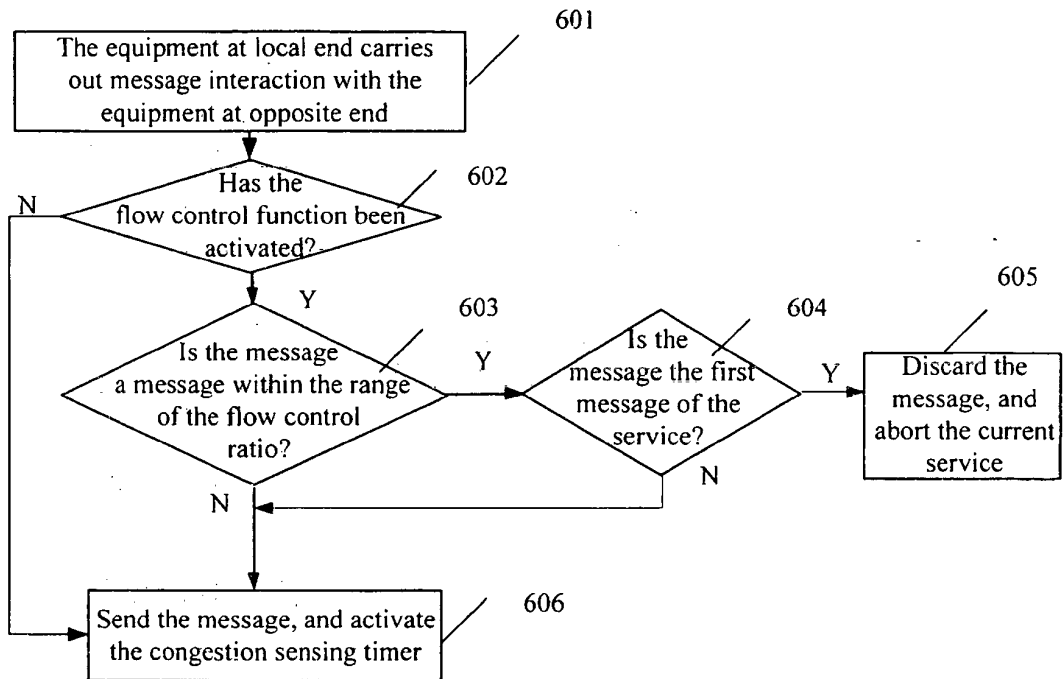 601
The equipment at local end carries
out message interaction with the
equipment at opposite end
602
N
Has the
flow control function been
activated?
Y
603
Is the message
a message within the range
of the flow control
ratio?
Y
N
604
Is the
message the first
message of the
service?
Y
N
605
Discard the
message, and
abort the current
service
606
Send the message, and activate
the congestion sensing timer